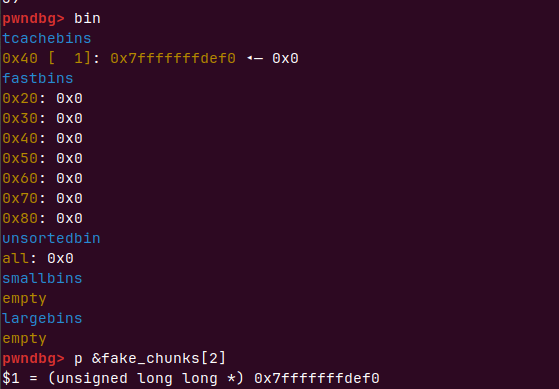 pwndbg> bin
tcachebins
0x40 [  1]: 0x7fffffffdef0 ◂— 0x0
fastbins
0x20: 0x0
0x30: 0x0
0x40: 0x0
0x50: 0x0
0x60: 0x0
0x70: 0x0
0x80: 0x0
unsortedbin
all: 0x0
smallbins
empty
largebins
empty
pwndbg> p &fake_chunks[2]
$1 = (unsigned long long *) 0x7fffffffdef0